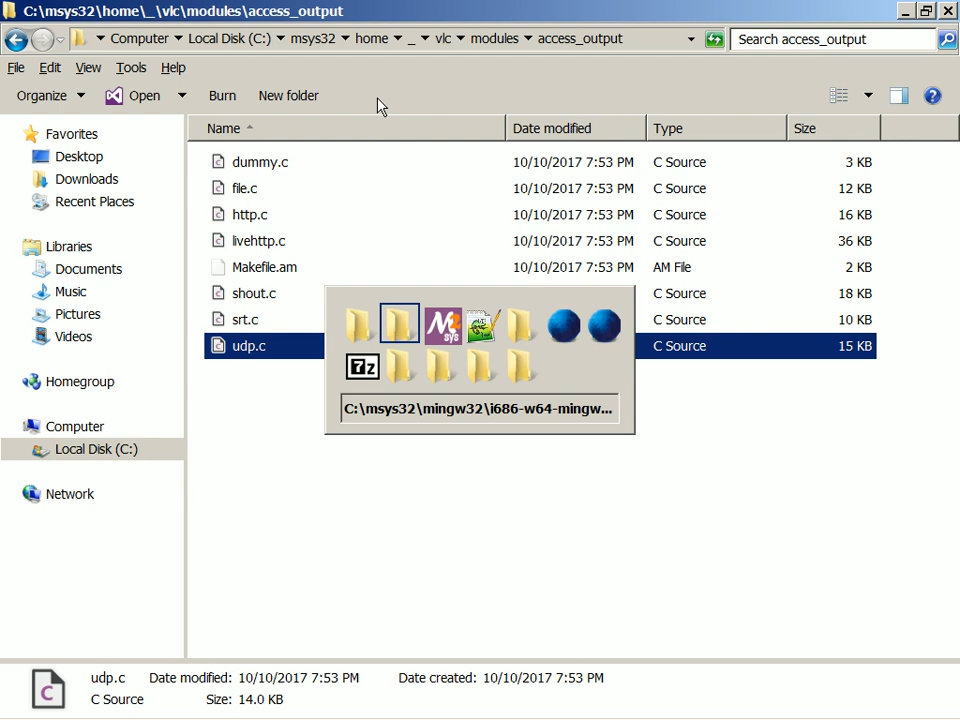 C:\msys32\home\_\vlc\modules\access_output
Computer Local Disk (C:) msys32 home _ vlc modules access_output Search access_output
File Edit View Tools Help
Organize Open Burn New folder
Name Date modified Type Size
Favorites
Desktop
Downloads
Recent Places
Libraries
Documents
Music
Pictures
Videos
Homegroup
Computer
Local Disk (C:)
Network
dummy.c 10/10/2017 7:53 PM C Source 3 KB
file.c 10/10/2017 7:53 PM C Source 12 KB
http.c 10/10/2017 7:53 PM C Source 16 KB
livehttp.c 10/10/2017 7:53 PM C Source 36 KB
Makefile.am 10/10/2017 7:53 PM AM File 2 KB
shout.c C Source 18 KB
srt.c C Source 10 KB
udp.c C Source 15 KB
M2
sys
7z
C:\msys32\mingw32\i686-w64-mingw...
udp.c Date modified: 10/10/2017 7:53 PM Date created: 10/10/2017 7:53 PM
C Source Size: 14.0 KB